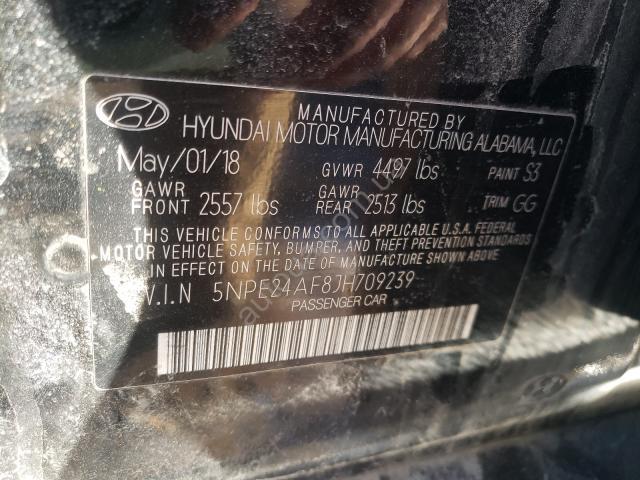 MANUFACTURED BY
HYUNDAI MOTOR MANUFACTURING ALABAMA, LLC
May/01/18 GVWR 4497 lbs PAINT S3
GAWR FRONT 2557 lbs GAWR REAR 2513 lbs TRIM GG
THIS VEHICLE CONFORMS TO ALL APPLICABLE U.S.A. FEDERAL
MOTOR VEHICLE SAFETY, BUMPER, AND THEFT PREVENTION STANDARDS
IN EFFECT ON THE DATE OF MANUFACTURE SHOWN ABOVE.
V.I.N 5NPE24AF8JH709239
PASSENGER CAR